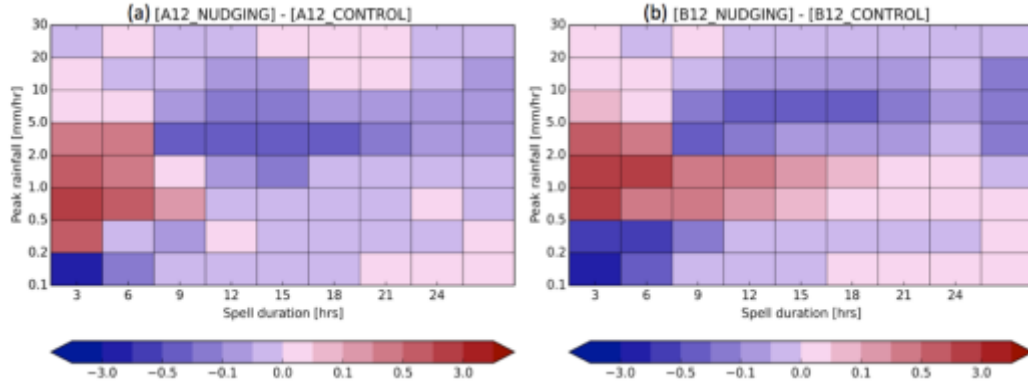 (a) [A12_NUDGING] - [A12_CONTROL]
30
20
10
5.0
2.0
1.0
0.5
0.2
0.1
Peak rainfall [mm/hr]
3 6 9 12 15 18 21 24
Spell duration [hrs]
−3.0 −0.5 −0.1 0.0 0.1 0.5 3.0
(b) [B12_NUDGING] - [B12_CONTROL]
30
20
10
5.0
2.0
1.0
0.5
0.2
0.1
Peak rainfall [mm/hr]
3 6 9 12 15 18 21 24
Spell duration [hrs]
−3.0 −0.5 −0.1 0.0 0.1 0.5 3.0